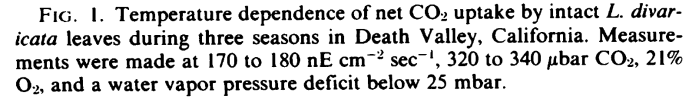 FIG. 1. Temperature dependence of net CO₂ uptake by intact L. divar-
icata leaves during three seasons in Death Valley, California. Measure-
ments were made at 170 to 180 nE cm⁻² sec⁻¹, 320 to 340 μbar CO₂, 21%
O₂, and a water vapor pressure deficit below 25 mbar.